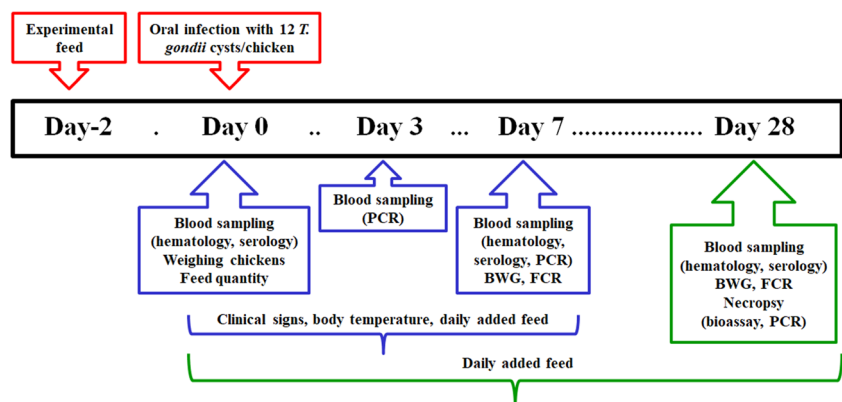 Experimental
feed
Oral infection with 12 T.
gondii cysts/chicken
Day-2 . Day 0 .. Day 3 ... Day 7 ..................... Day 28
Blood sampling
(hematology, serology)
Weighing chickens
Feed quantity
Blood sampling
(PCR)
Blood sampling
(hematology,
serology, PCR)
BWG, FCR
Blood sampling
(hematology, serology)
BWG, FCR
Necropsy
(bioassay, PCR)
Clinical signs, body temperature, daily added feed
Daily added feed